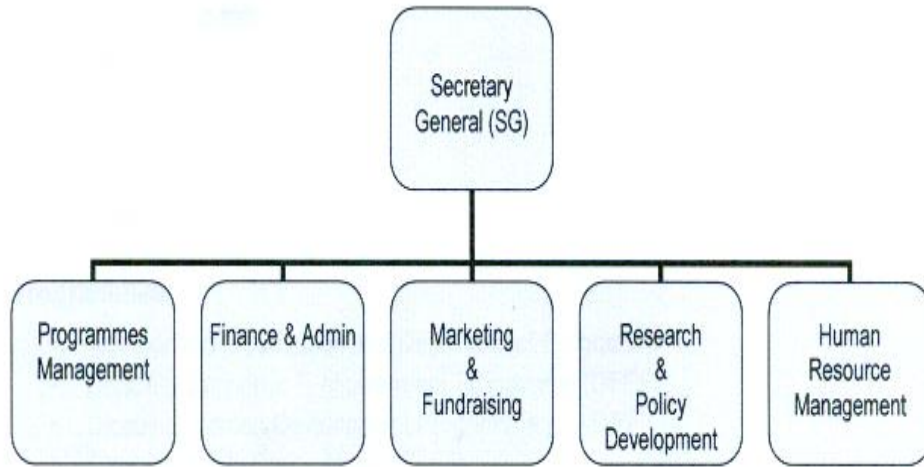 Secretary
General (SG)
Programmes
Management
Finance & Admin
Marketing
&
Fundraising
Research
&
Policy
Development
Human
Resource
Management